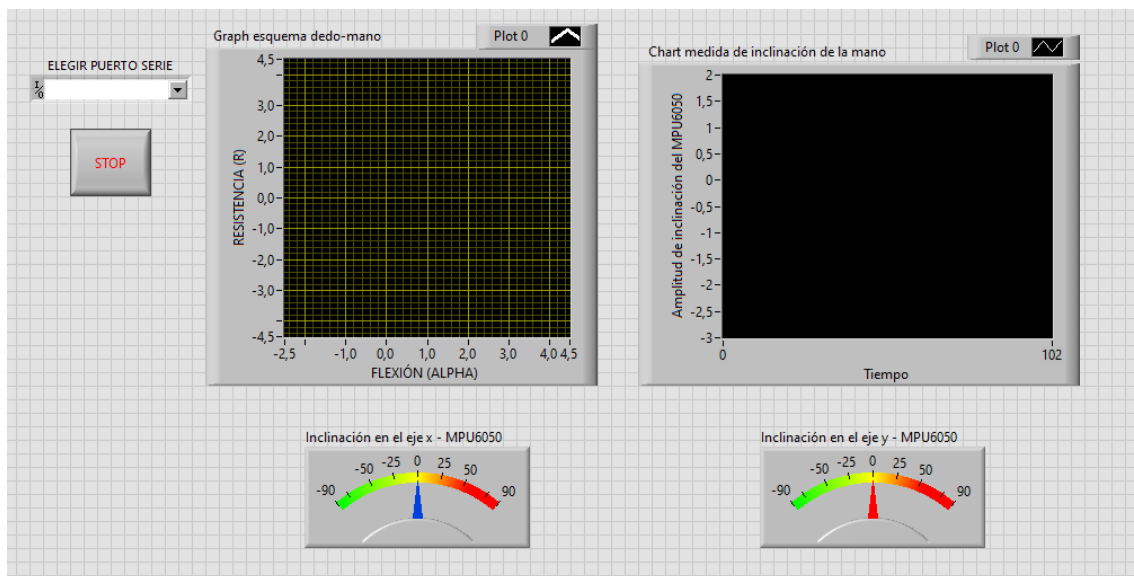 ELEGIR PUERTO SERIE
I/O
STOP
Graph esquema dedo-mano
Plot 0
RESISTENCIA (R)
4,5
3,0
2,0
1,0
0,0
-1,0
-2,0
-3,0
-4,5
-2,5 -1,0 0,0 1,0 2,0 3,0 4,0 4,5
FLEXIÓN (ALPHA)
Chart medida de inclinación de la mano
Plot 0
Amplitud de inclinación del MPU6050
2
1,5
1
0,5
0
-0,5
-1
-1,5
-2
-2,5
-3
0 102
Tiempo
Inclinación en el eje x - MPU6050
-90 -50 -25 0 25 50 90
Inclinación en el eje y - MPU6050
-90 -50 -25 0 25 50 90